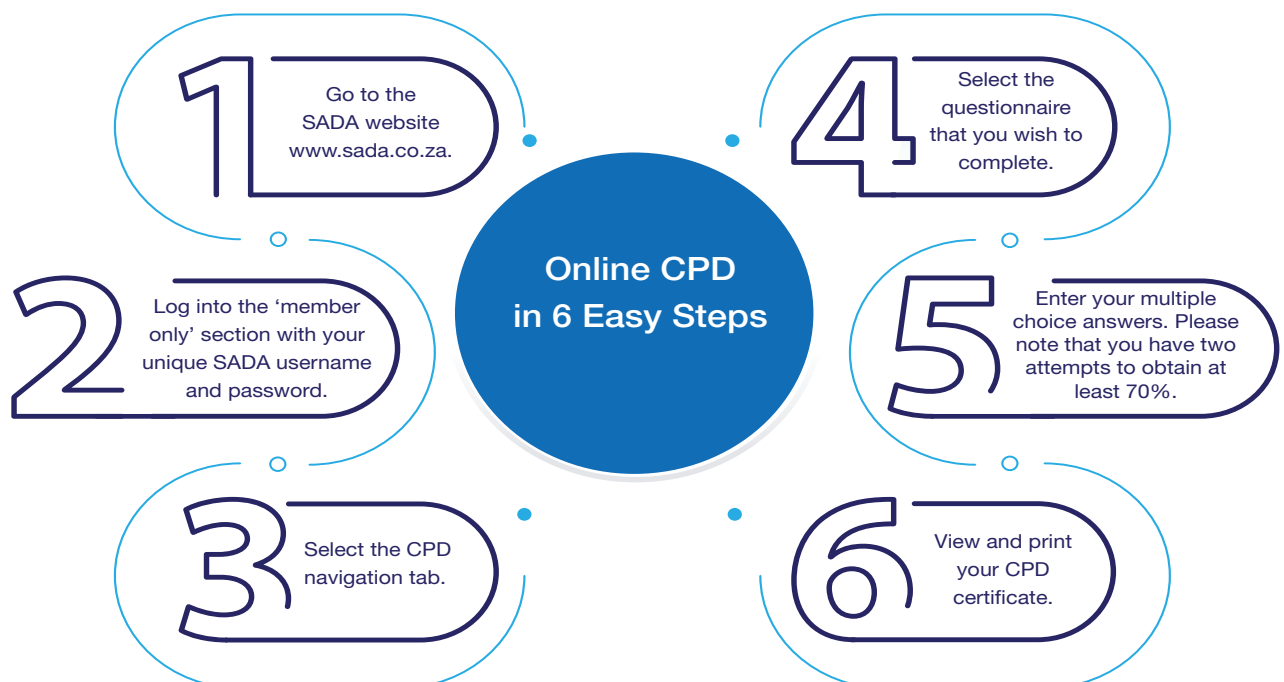 Online CPD
in 6 Easy Steps
1
Go to the
SADA website
www.sada.co.za.
2
Log into the ‘member
only’ section with your
unique SADA username
and password.
3
Select the CPD
navigation tab.
4
Select the
questionnaire
that you wish to
complete.
5
Enter your multiple
choice answers. Please
note that you have two
attempts to obtain at
least 70%.
6
View and print
your CPD
certificate.